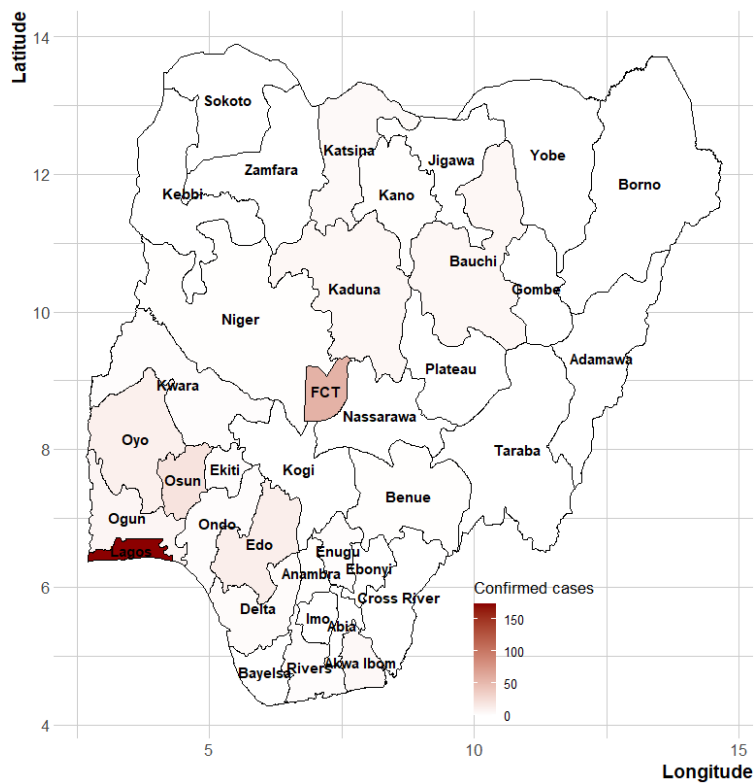 Latitude
14
12
10
8
6
4
Sokoto
Katsina
Jigawa
Yobe
Zamfara
Kebbi
Kano
Borno
Bauchi
Kaduna
Gombe
Niger
Adamawa
Plateau
Kwara
FCT
Nassarawa
Oyo
Taraba
Osun
Ekiti
Kogi
Benue
Ogun
Ondo
Lagos
Edo
Enugu
Anambra
Ebonyi
Cross River
Delta
Imo
Abia
Akwa Ibom
Rivers
Bayelsa
Confirmed cases
150
100
50
0
5
10
15
Longitude